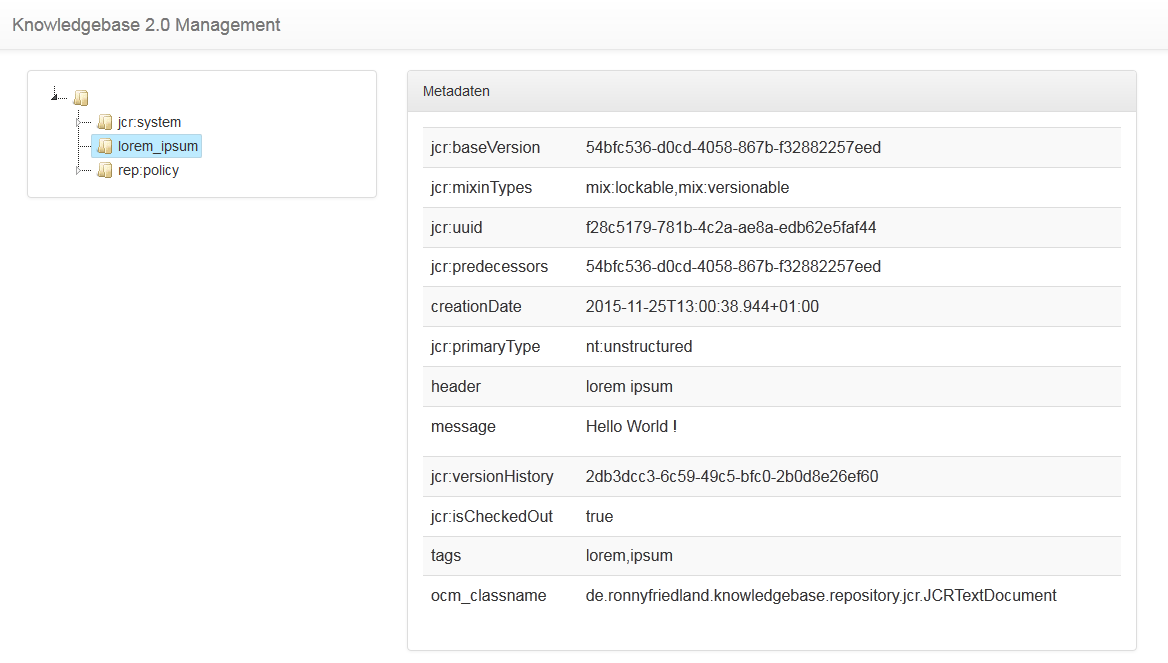 Knowledgebase 2.0 Management
jcr:system
lorem_ipsum
rep:policy
Metadaten
jcr:baseVersion 54bfc536-d0cd-4058-867b-f32882257eed
jcr:mixinTypes mix:lockable,mix:versionable
jcr:uuid f28c5179-781b-4c2a-ae8a-edb62e5faf44
jcr:predecessors 54bfc536-d0cd-4058-867b-f32882257eed
creationDate 2015-11-25T13:00:38.944+01:00
jcr:primaryType nt:unstructured
header lorem ipsum
message Hello World !
jcr:versionHistory 2db3dcc3-6c59-49c5-bfc0-2b0d8e26ef60
jcr:isCheckedOut true
tags lorem,ipsum
ocm_classname de.ronnyfriedland.knowledgebase.repository.jcr.JCRTextDocument